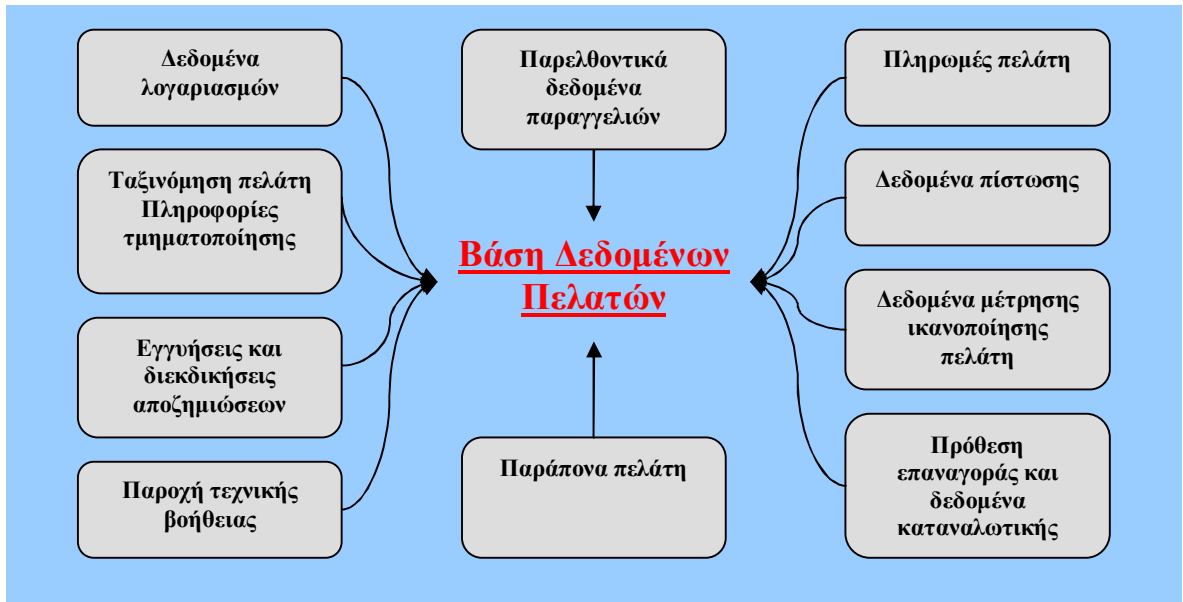 Δεδομένα
λογαριασμών
Ταξινόμηση πελάτη
Πληροφορίες
τμηματοποίησης
Εγγυήσεις και
διεκδικήσεις
αποζημιώσεων
Παροχή τεχνικής
βοήθειας
Παρελθοντικά
δεδομένα
παραγγελιών
Βάση Δεδομένων
Πελατών
Παράπονα πελάτη
Πληρωμές πελάτη
Δεδομένα πίστωσης
Δεδομένα μέτρησης
ικανοποίησης
πελάτη
Πρόθεση
επαναγοράς και
δεδομένα
καταναλωτικής